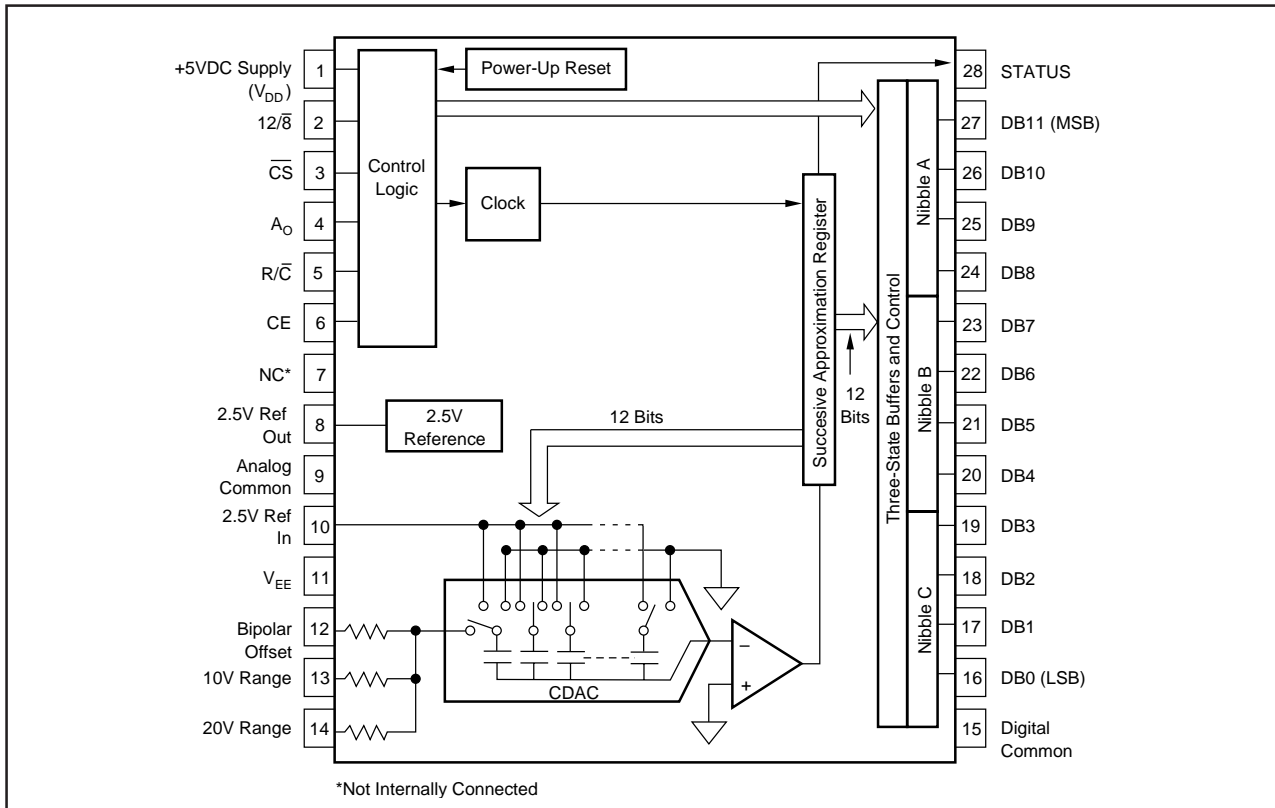 +5VDC Supply
(VDD)
1
12/8̅
2
C̅S̅
3
AO
4
R/C̅
5
CE
6
NC*
7
2.5V Ref
Out
8
Analog
Common
9
2.5V Ref
In
10
VEE
11
Bipolar
Offset
12
10V Range
13
20V Range
14
Control
Logic
Power-Up Reset
Clock
2.5V
Reference
12 Bits
CDAC
–
+
Succesive Approximation Register
12
Bits
Three-State Buffers and Control
Nibble A
Nibble B
Nibble C
28
STATUS
27
DB11 (MSB)
26
DB10
25
DB9
24
DB8
23
DB7
22
DB6
21
DB5
20
DB4
19
DB3
18
DB2
17
DB1
16
DB0 (LSB)
15
Digital
Common
*Not Internally Connected